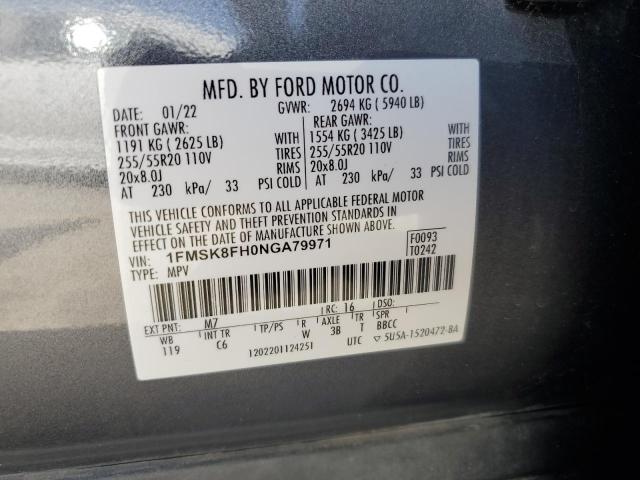 MFD. BY FORD MOTOR CO.
DATE: 01/22 GVWR: 2694 KG ( 5940 LB)
FRONT GAWR: REAR GAWR:
1191 KG ( 2625 LB) WITH 1554 KG ( 3425 LB) WITH
255/55R20 110V TIRES 255/55R20 110V TIRES
20x8.0J RIMS 20x8.0J RIMS
AT 230 kPa/ 33 PSI COLD AT 230 kPa/ 33 PSI COLD
THIS VEHICLE CONFORMS TO ALL APPLICABLE FEDERAL MOTOR
VEHICLE SAFETY AND THEFT PREVENTION STANDARDS IN
EFFECT ON THE DATE OF MANUFACTURE SHOWN ABOVE.
VIN: 1FMSK8FH0NGA79971 F0093
TYPE: MPV T0242
EXT PNT: M7 RC: 16
WB INT TR TP/PS R AXLE TR SPR
119 C6 W 3B T BBCC
1202201124251 UTC ▽ 5U5A-1520472-BA